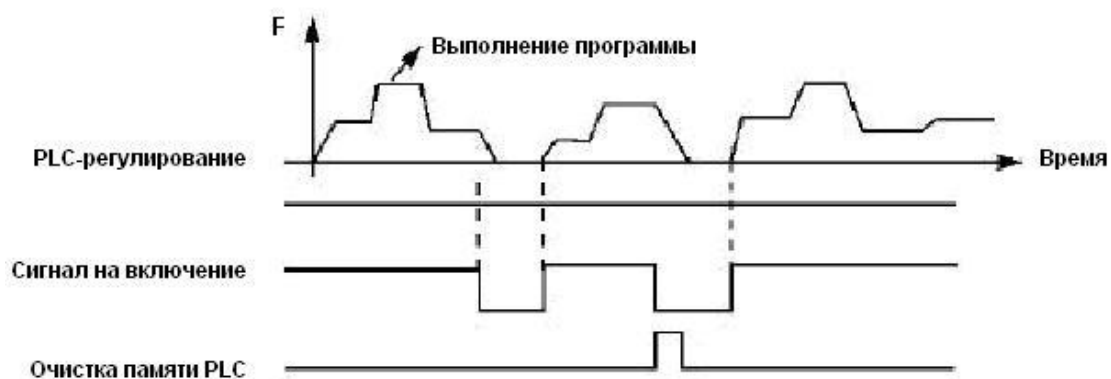 F
Выполнение программы
PLC-регулирование
Время
Сигнал на включение
Очистка памяти PLC